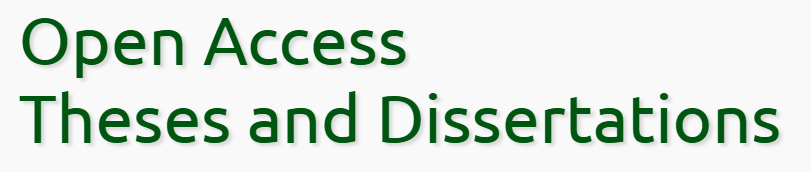 Open Access
Theses and Dissertations